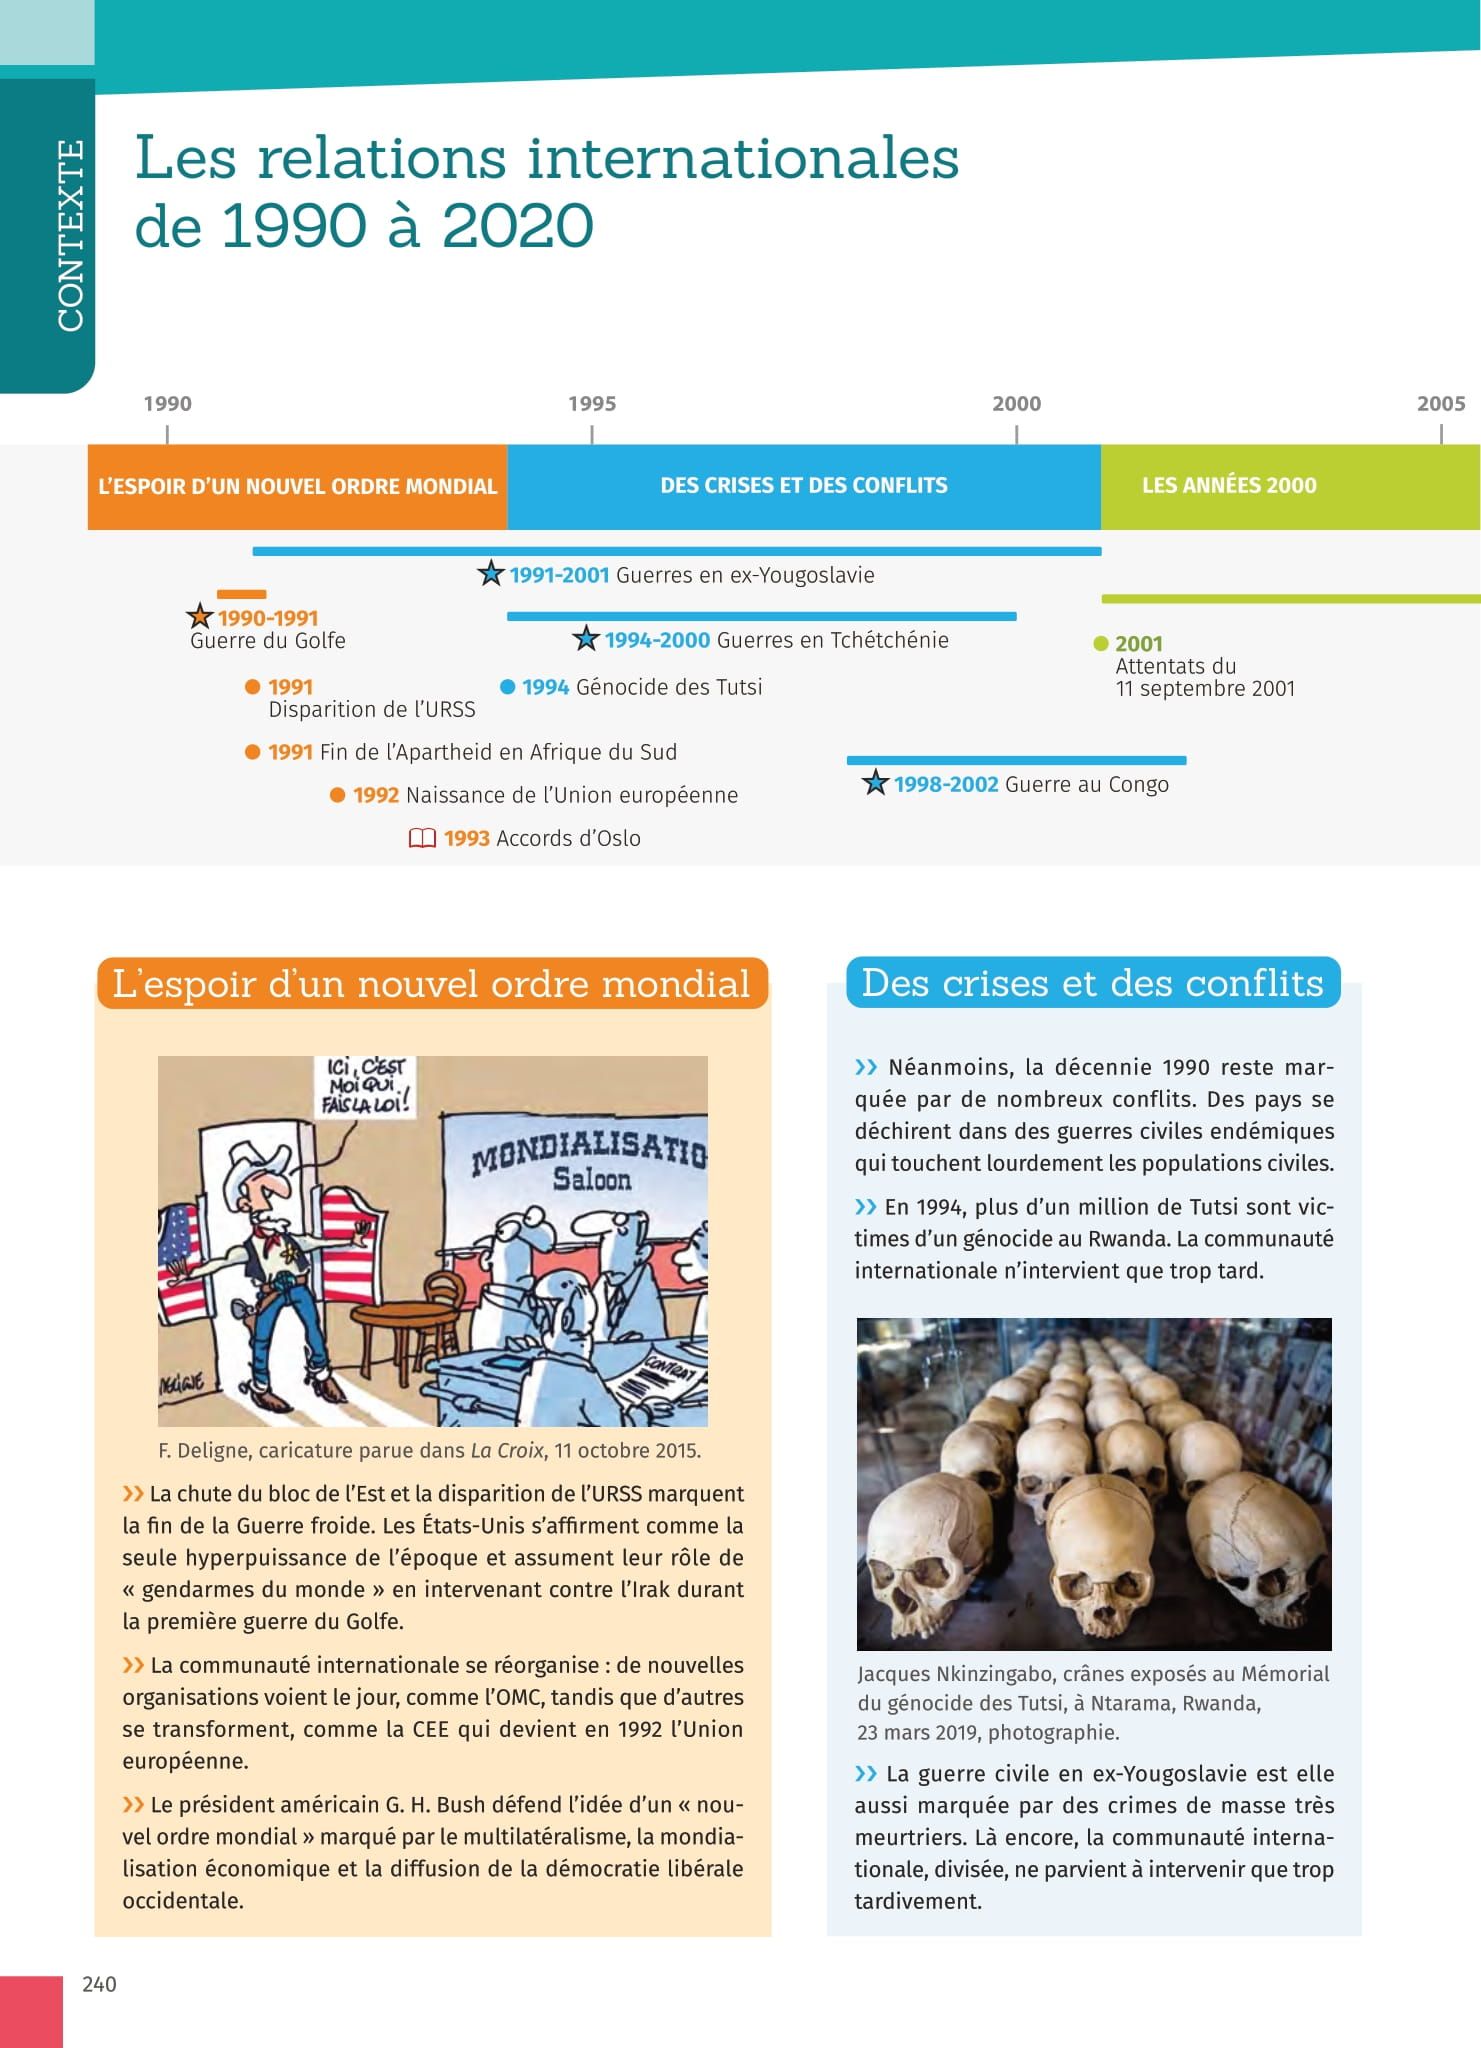 CONTEXTE
Les relations internationales
de 1990 à 2020
1990
1995
2000
2005
L'ESPOIR D'UN NOUVEL ORDRE MONDIAL
DES CRISES ET DES CONFLITS
LES ANNÉES 2000
1991-2001 Guerres en ex-Yougoslavie
1990-1991
Guerre du Golfe
1994-2000 Guerres en Tchétchénie
2001
Attentats du
11 septembre 2001
1991
Disparition de l'URSS
1994 Génocide des Tutsi
1991 Fin de l'Apartheid en Afrique du Sud
1998-2002 Guerre au Congo
1992 Naissance de l'Union européenne
1993 Accords d'Oslo
L'espoir d'un nouvel ordre mondial
ICI, C'EST
MOI QUI
FAIS LA LOI!
MONDIALISATIO
Saloon
CONTRAT
DELIGNE
F. Deligne, caricature parue dans La Croix, 11 octobre 2015.
›› La chute du bloc de l'Est et la disparition de l'URSS marquent
la fin de la Guerre froide. Les États-Unis s'affirment comme la
seule hyperpuissance de l'époque et assument leur rôle de
« gendarmes du monde » en intervenant contre l'Irak durant
la première guerre du Golfe.
›› La communauté internationale se réorganise : de nouvelles
organisations voient le jour, comme l'OMC, tandis que d'autres
se transforment, comme la CEE qui devient en 1992 l'Union
européenne.
›› Le président américain G. H. Bush défend l'idée d'un « nou-
vel ordre mondial » marqué par le multilatéralisme, la mondia-
lisation économique et la diffusion de la démocratie libérale
occidentale.
Des crises et des conflits
›› Néanmoins, la décennie 1990 reste mar-
quée par de nombreux conflits. Des pays se
déchirent dans des guerres civiles endémiques
qui touchent lourdement les populations civiles.
›› En 1994, plus d'un million de Tutsi sont vic-
times d'un génocide au Rwanda. La communauté
internationale n'intervient que trop tard.
Jacques Nkinzingabo, crânes exposés au Mémorial
du génocide des Tutsi, à Ntarama, Rwanda,
23 mars 2019, photographie.
›› La guerre civile en ex-Yougoslavie est elle
aussi marquée par des crimes de masse très
meurtriers. Là encore, la communauté interna-
tionale, divisée, ne parvient à intervenir que trop
tardivement.
240